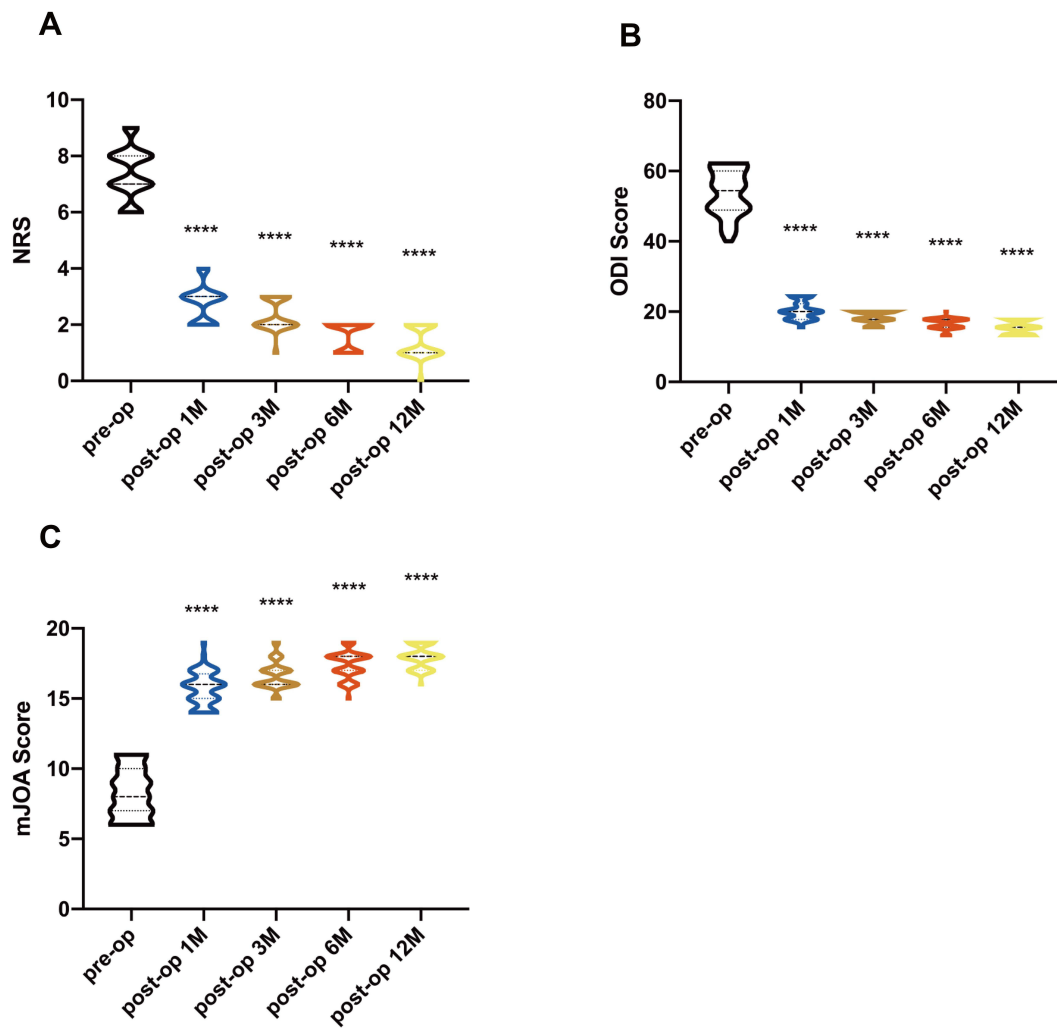 A
NRS
10
8
6
4
2
0
****
****
****
****
pre-op
post-op 1M
post-op 3M
post-op 6M
post-op 12M
B
ODI Score
80
60
40
20
0
****
****
****
****
pre-op
post-op 1M
post-op 3M
post-op 6M
post-op 12M
C
mJOA Score
20
15
10
5
0
****
****
****
****
pre-op
post-op 1M
post-op 3M
post-op 6M
post-op 12M